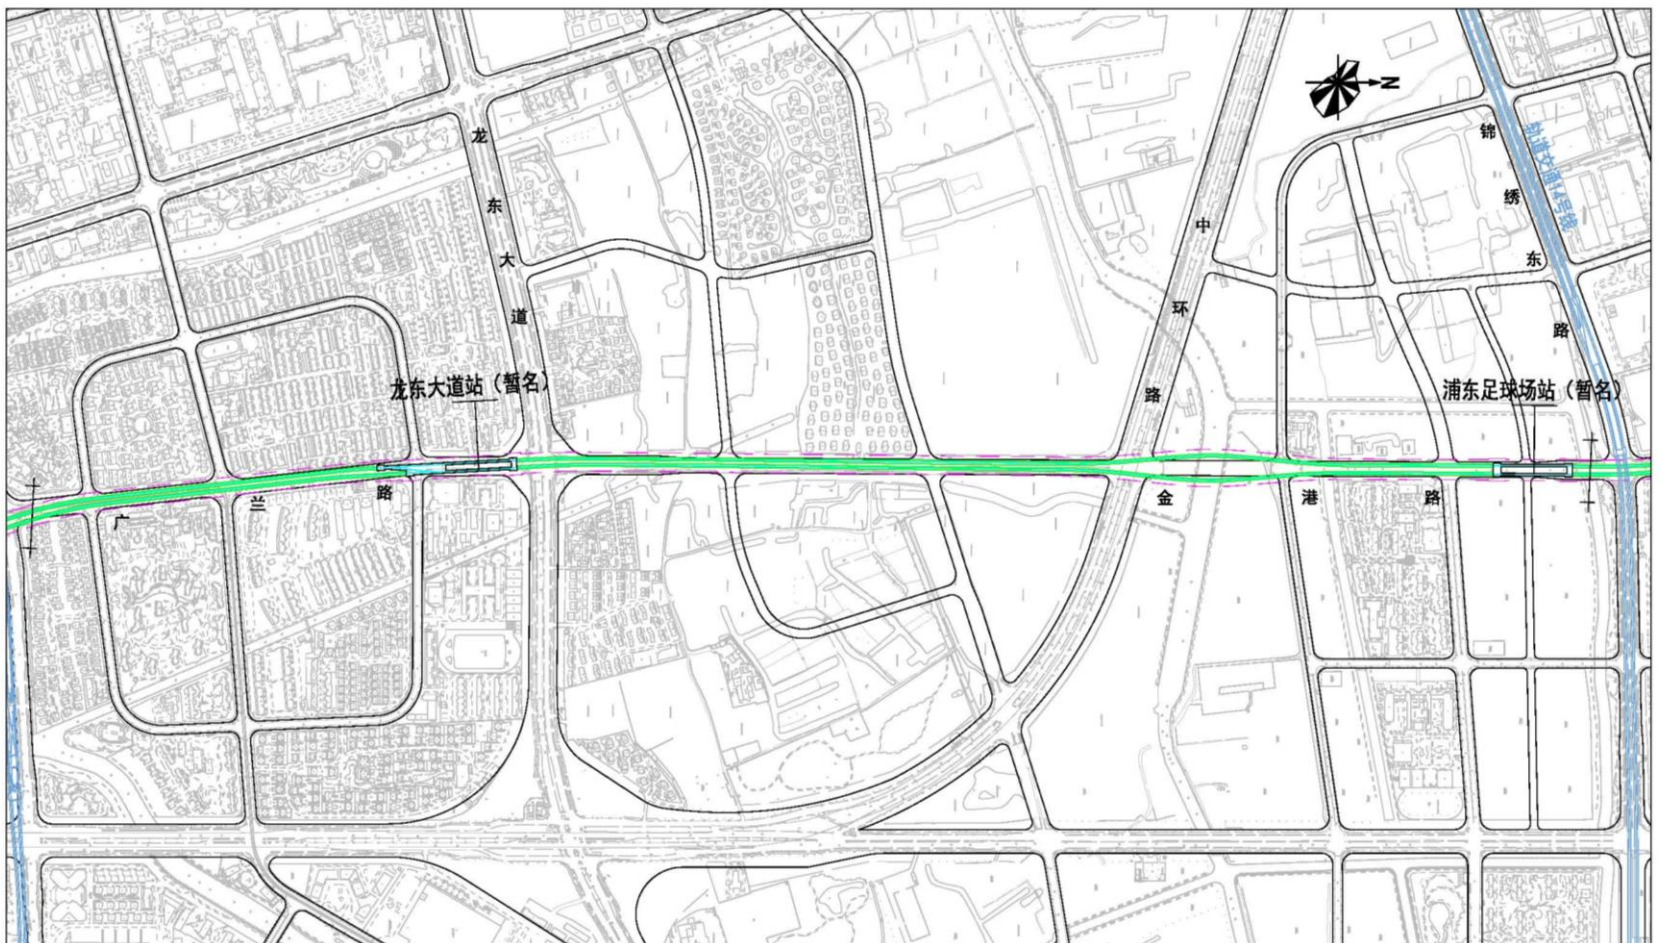 龙东大道
中环路
锦绣东路
轨道交通14号线
N
龙东大道站（暂名）
浦东足球场站（暂名）
广兰路
金港路